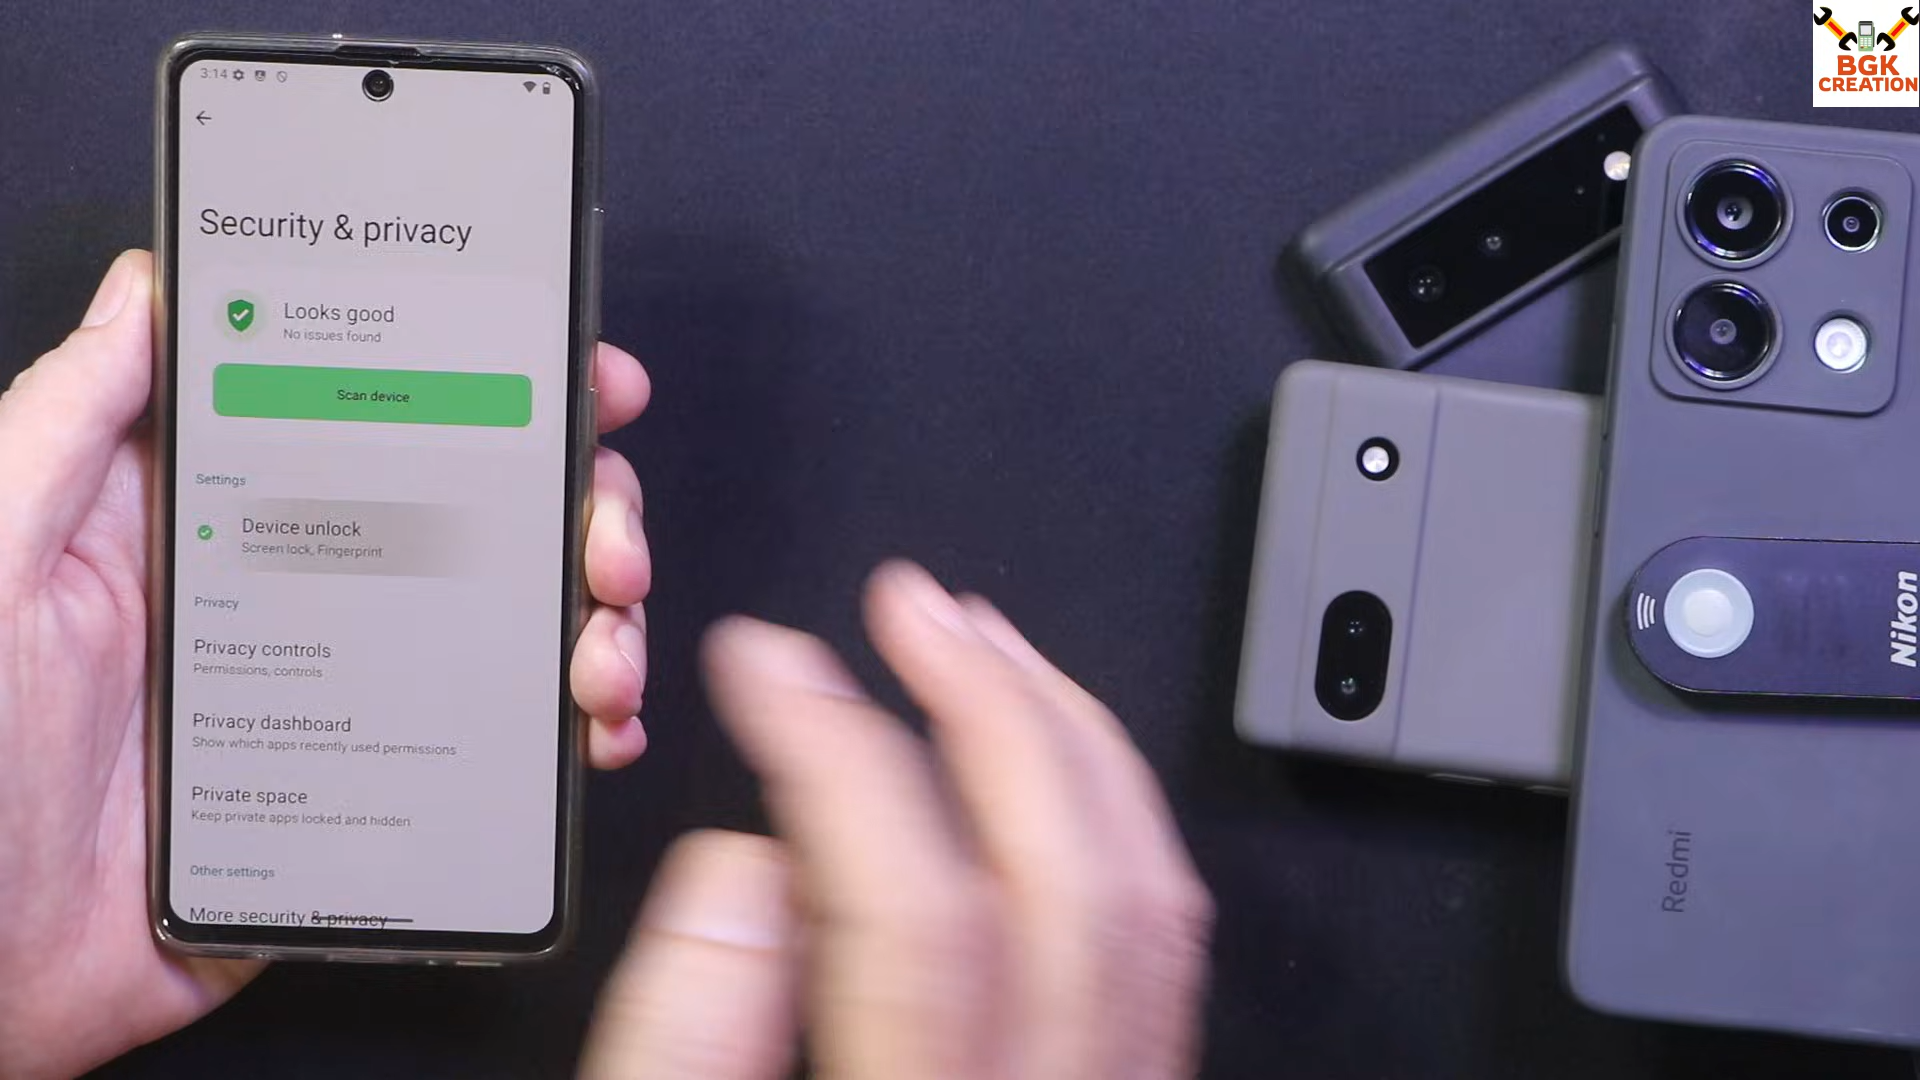 3:14
Security & privacy
Looks good
No issues found
Scan device
Settings
Device unlock
Screen lock, Fingerprint
Privacy
Privacy controls
Permissions, controls
Privacy dashboard
Show which apps recently used permissions
Private space
Keep private apps locked and hidden
Other settings
More security & privacy
BGK
CREATION
Nikon
Redmi